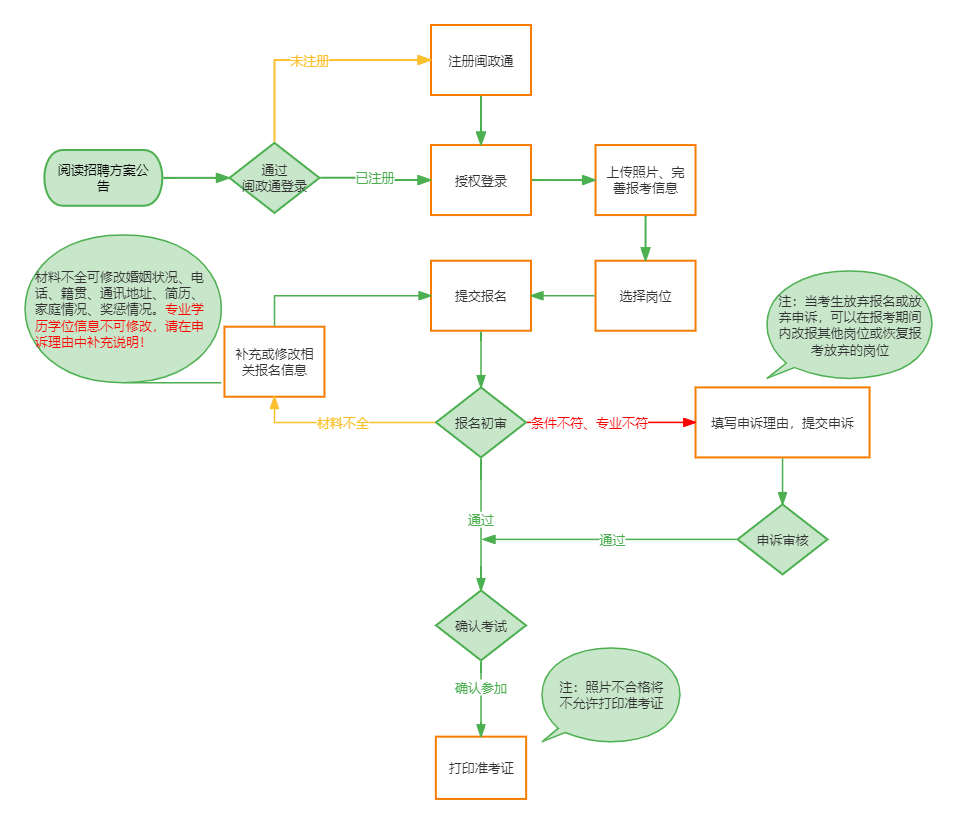 未注册
注册闽政通
阅读招聘方案公
告
通过
闽政通登录
已注册
授权登录
上传照片、完
善报考信息
材料不全可修改婚姻状况、电
话、籍贯、通讯地址、简历、
家庭情况、奖惩情况。专业学
历学位信息不可修改，请在申
诉理由中补充说明！
提交报名
选择岗位
注：当考生放弃报名或放
弃申诉，可以在报考期间
内改报其他岗位或恢复报
考放弃的岗位
补充或修改相
关报名信息
材料不全
报名初审
条件不符、专业不符
填写申诉理由，提交申诉
通过
通过
申诉审核
确认考试
确认参加
注：照片不合格将
不允许打印准考证
打印准考证